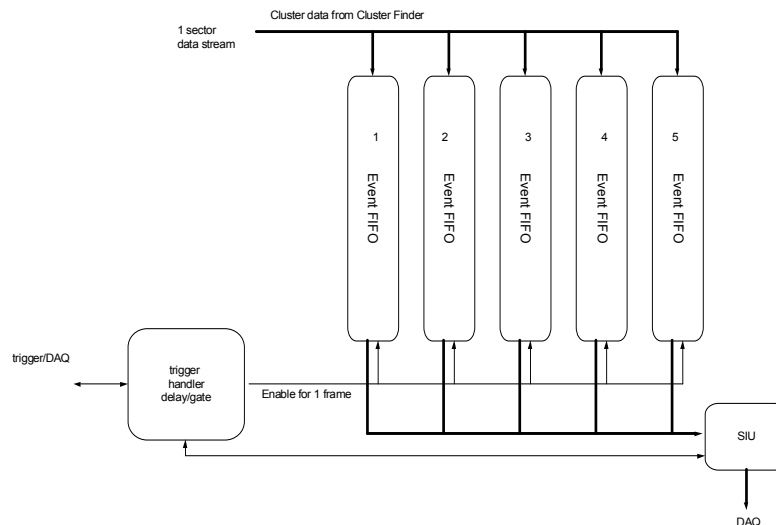 Cluster data from Cluster Finder
1 sector
data stream
1
2
3
4
5
Event FIFO
Event FIFO
Event FIFO
Event FIFO
Event FIFO
trigger/DAQ
trigger
handler
delay/gate
Enable for 1 frame
SIU
DAQ